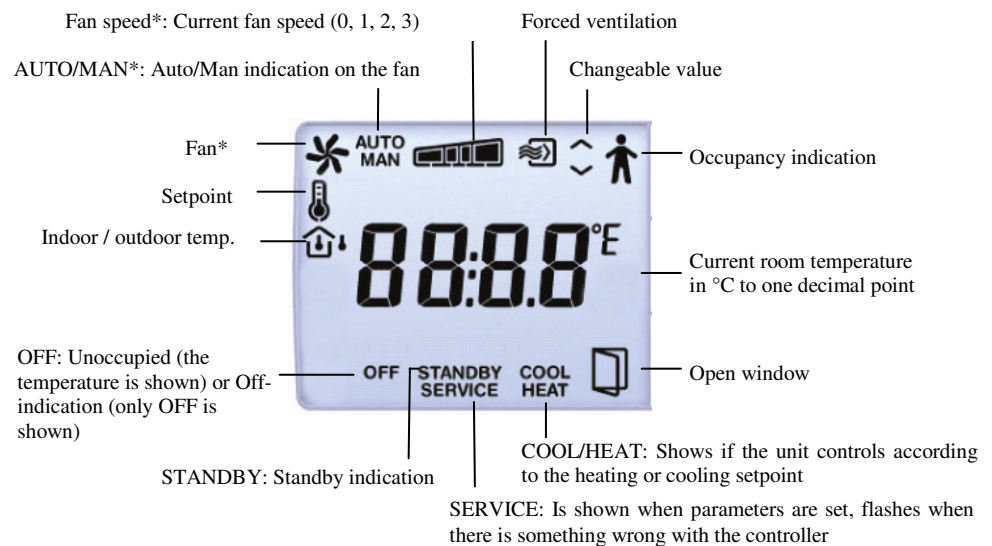 Fan speed*: Current fan speed (0, 1, 2, 3)
Forced ventilation
AUTO/MAN*: Auto/Man indication on the fan
Changeable value
Fan*
AUTO
MAN
Occupancy indication
Setpoint
Indoor / outdoor temp.
88:8.8°E
Current room temperature
in °C to one decimal point
OFF: Unoccupied (the
temperature is shown) or Off-
indication (only OFF is
shown)
OFF
STANDBY
SERVICE
COOL
HEAT
Open window
COOL/HEAT: Shows if the unit controls according
to the heating or cooling setpoint
STANDBY: Standby indication
SERVICE: Is shown when parameters are set, flashes when
there is something wrong with the controller